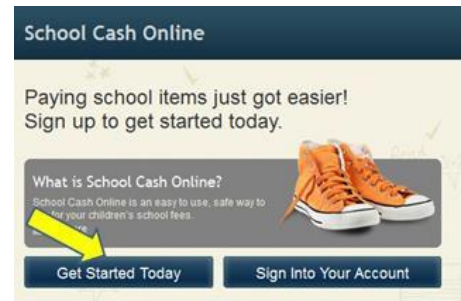 School Cash Online
Paying school items just got easier!
Sign up to get started today.
What is School Cash Online?
School Cash Online is an easy to use, safe way to
for your children's school fees.
Get Started Today
Sign Into Your Account